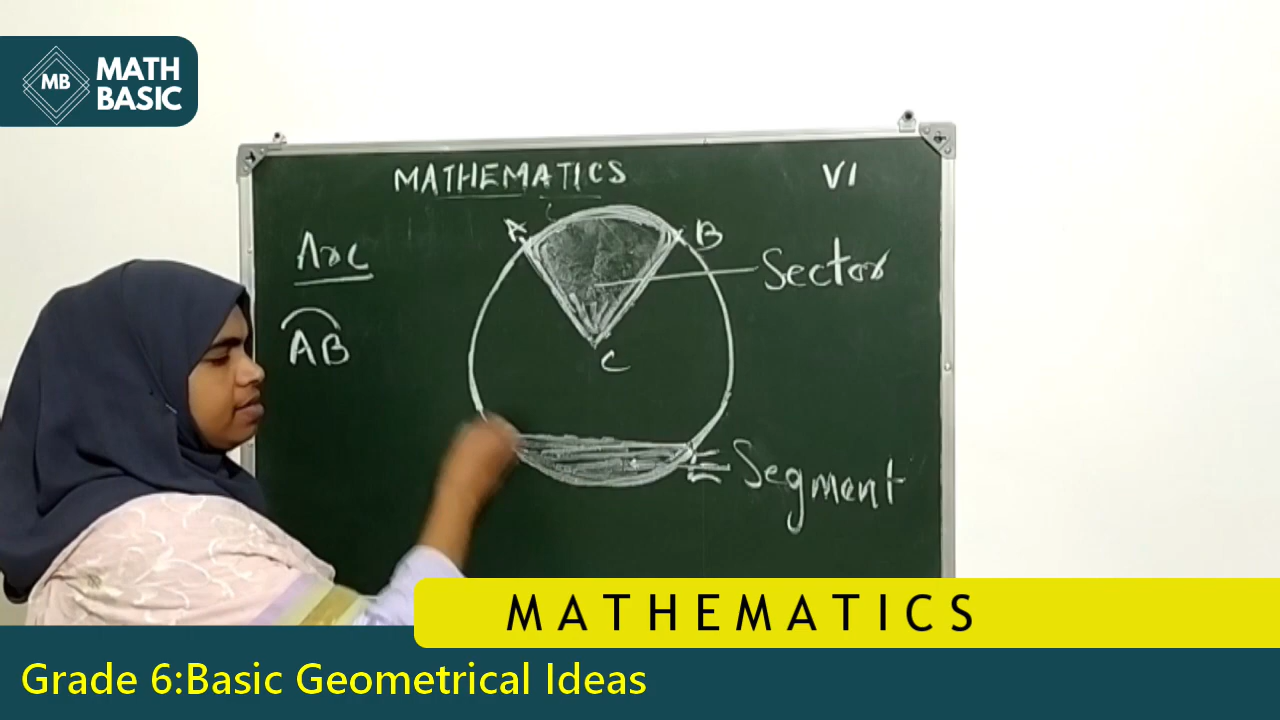 MB
MATH
BASIC
MATHEMATICS
VI
Arc
A
B
Sector
AB
C
E
Segment
MATHEMATICS
Grade 6:Basic Geometrical Ideas